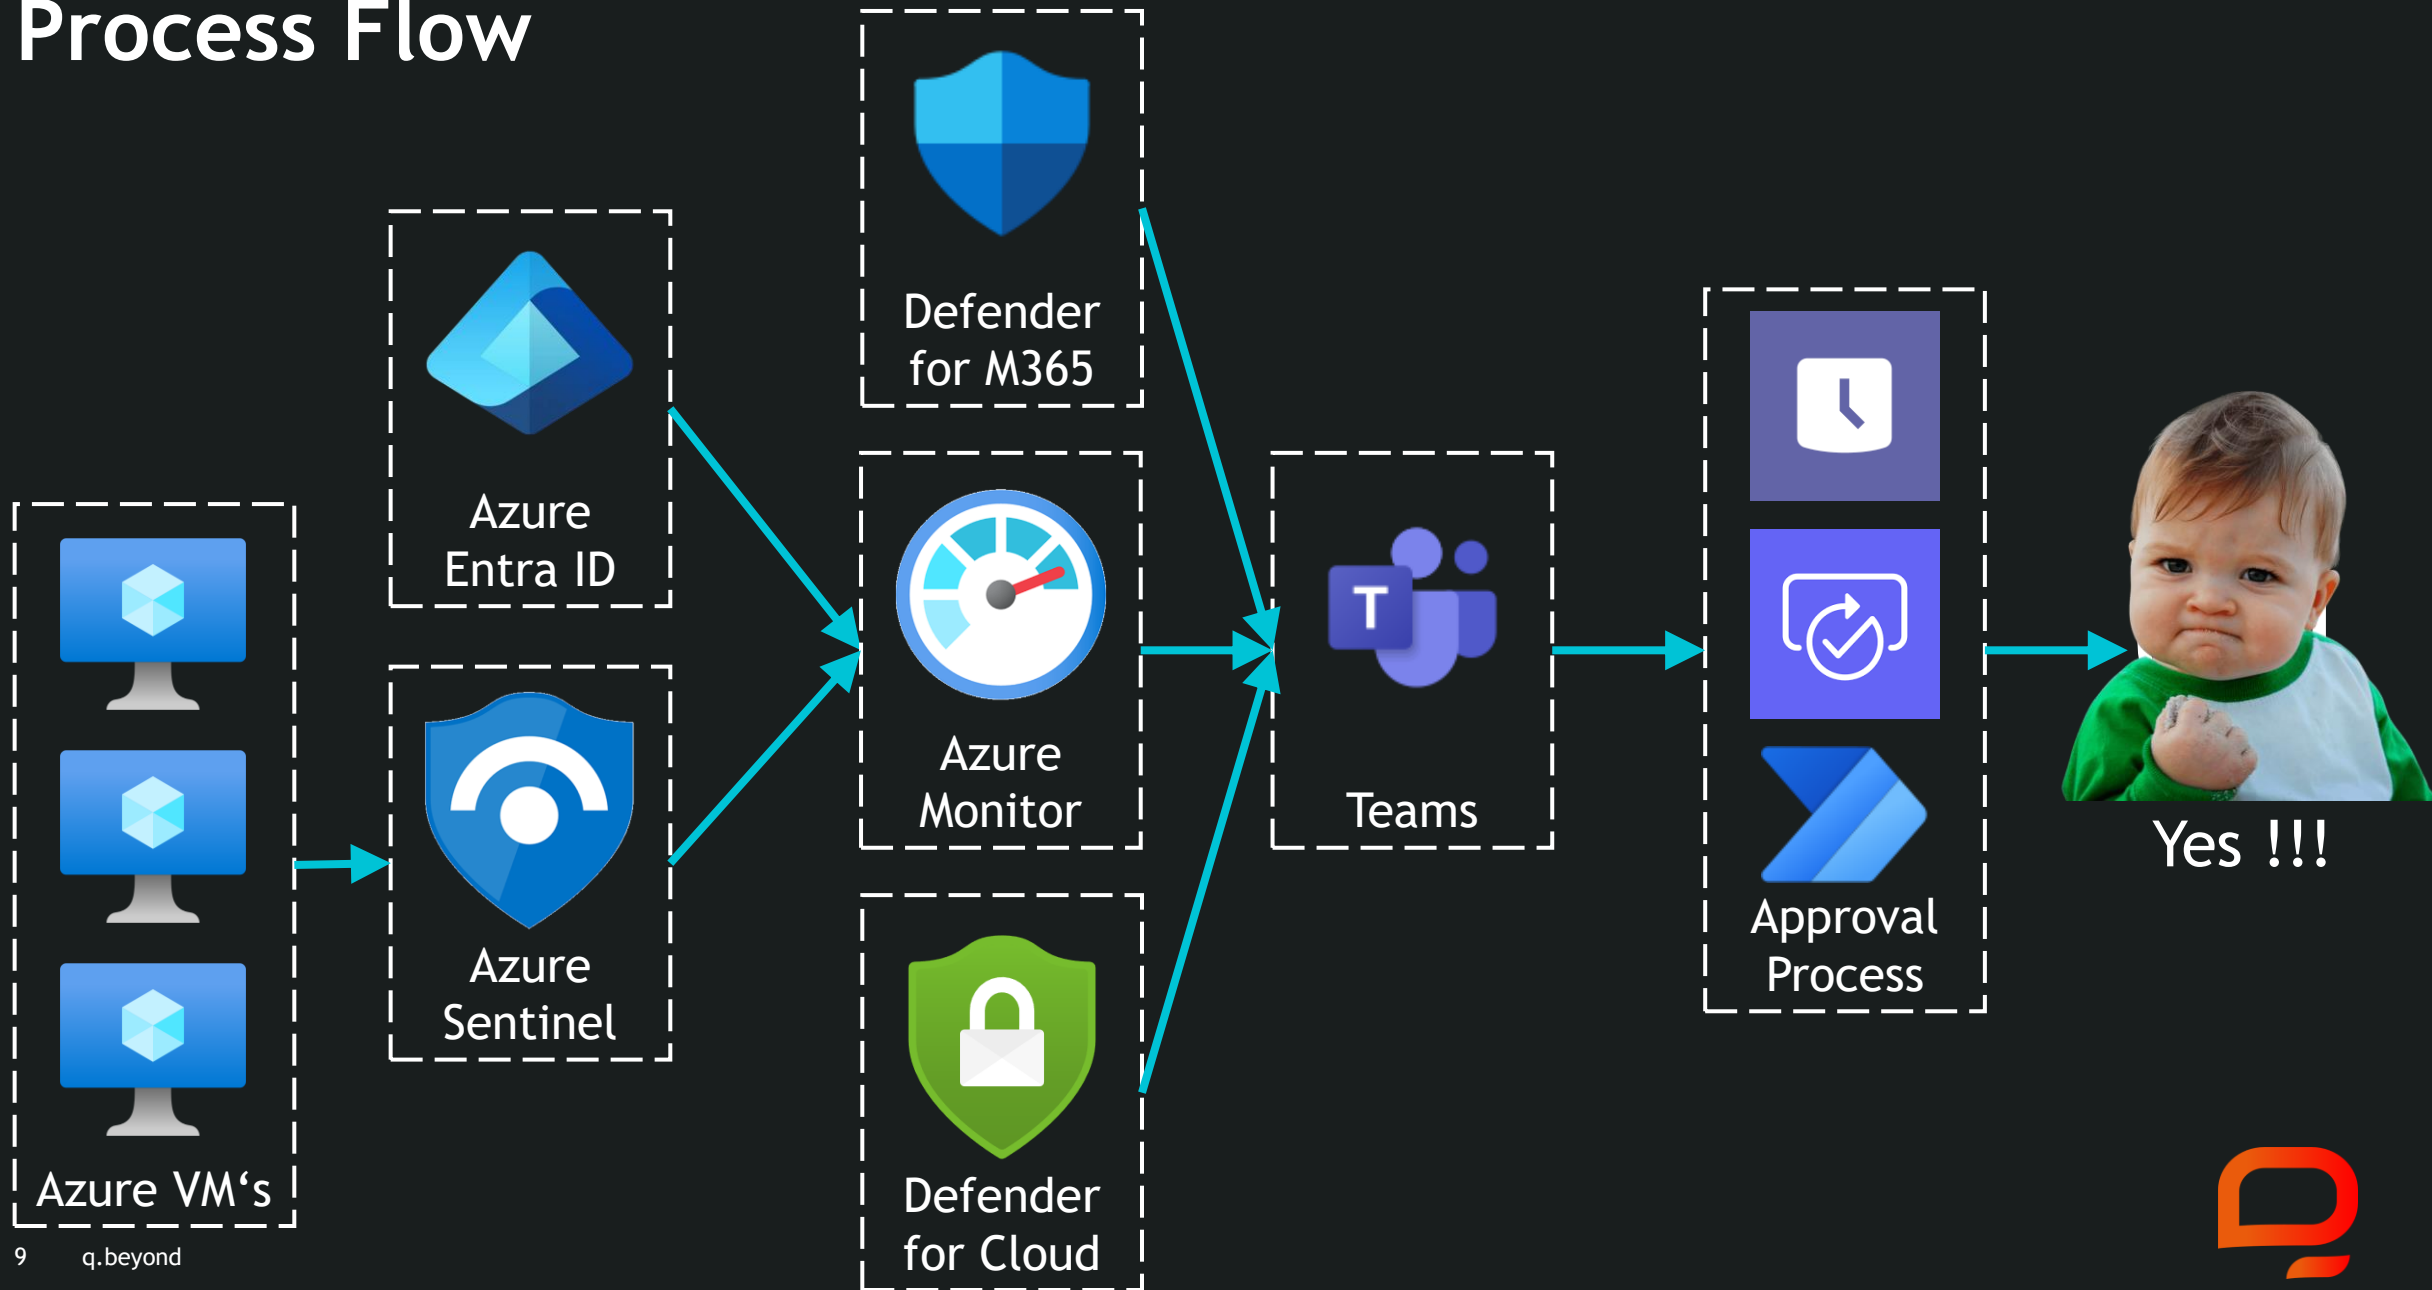 Process Flow
Defender
for M365
Azure
Entra ID
Azure
Monitor
T
Teams
Azure
Sentinel
Approval
Process
Yes !!!
Azure VM‘s
Defender
for Cloud
9 q.beyond